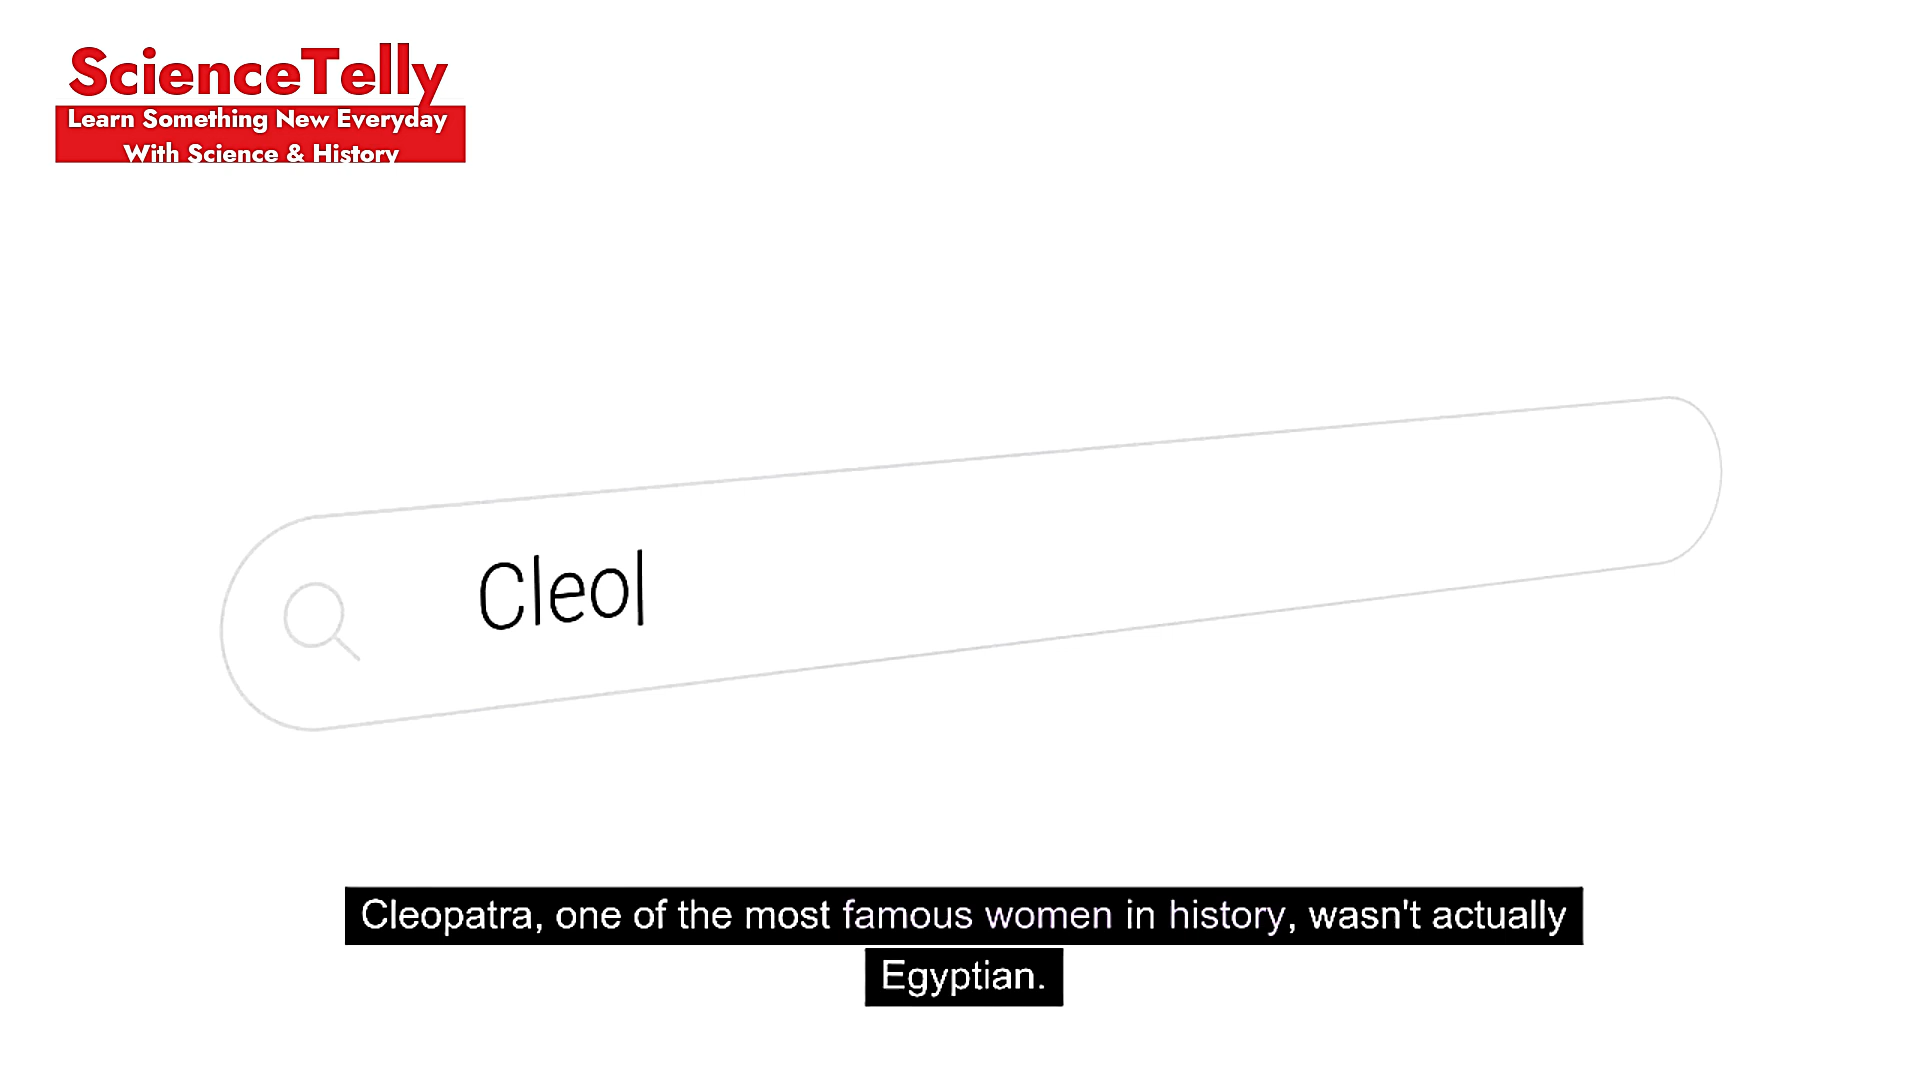 ScienceTelly
Learn Something New Everyday
With Science & History
Cleo
Cleopatra, one of the most famous women in history, wasn't actually
Egyptian.